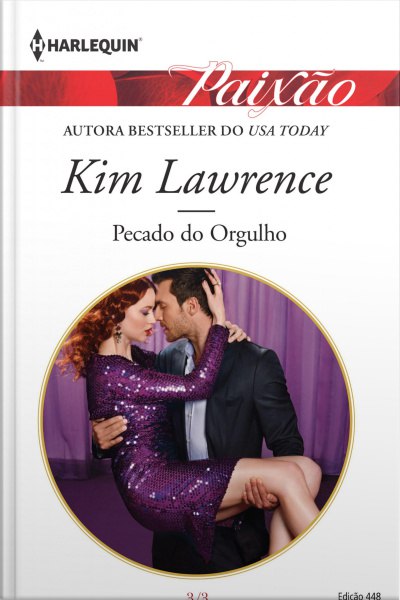 HARLEQUIN®
Paixão
AUTORA BESTSELLER DO USA TODAY
Kim Lawrence
Pecado do Orgulho
3/3
Edição 448